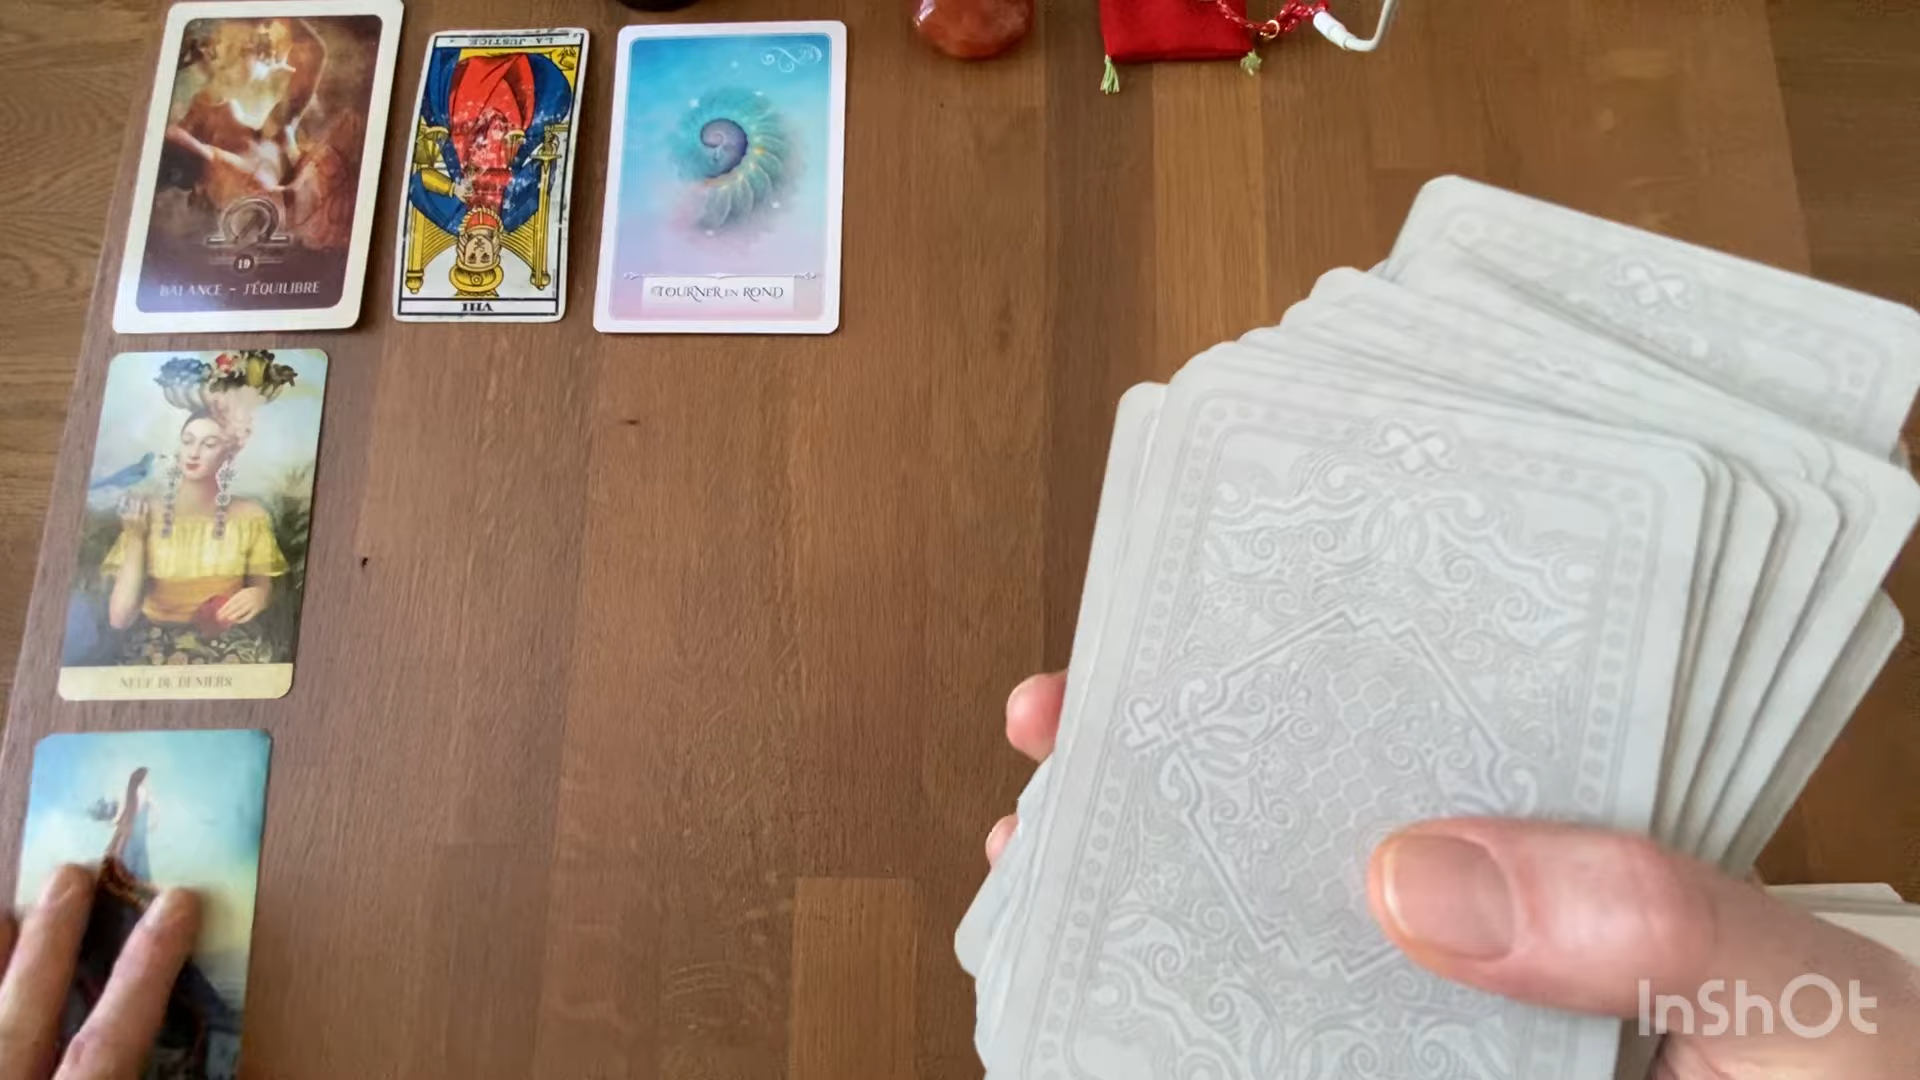 19
BALANCE - J'ÉQUILIBRE
LA JUSTICE
VIII
TOURNER EN ROND
NEUF DE DENIERS
InShOt